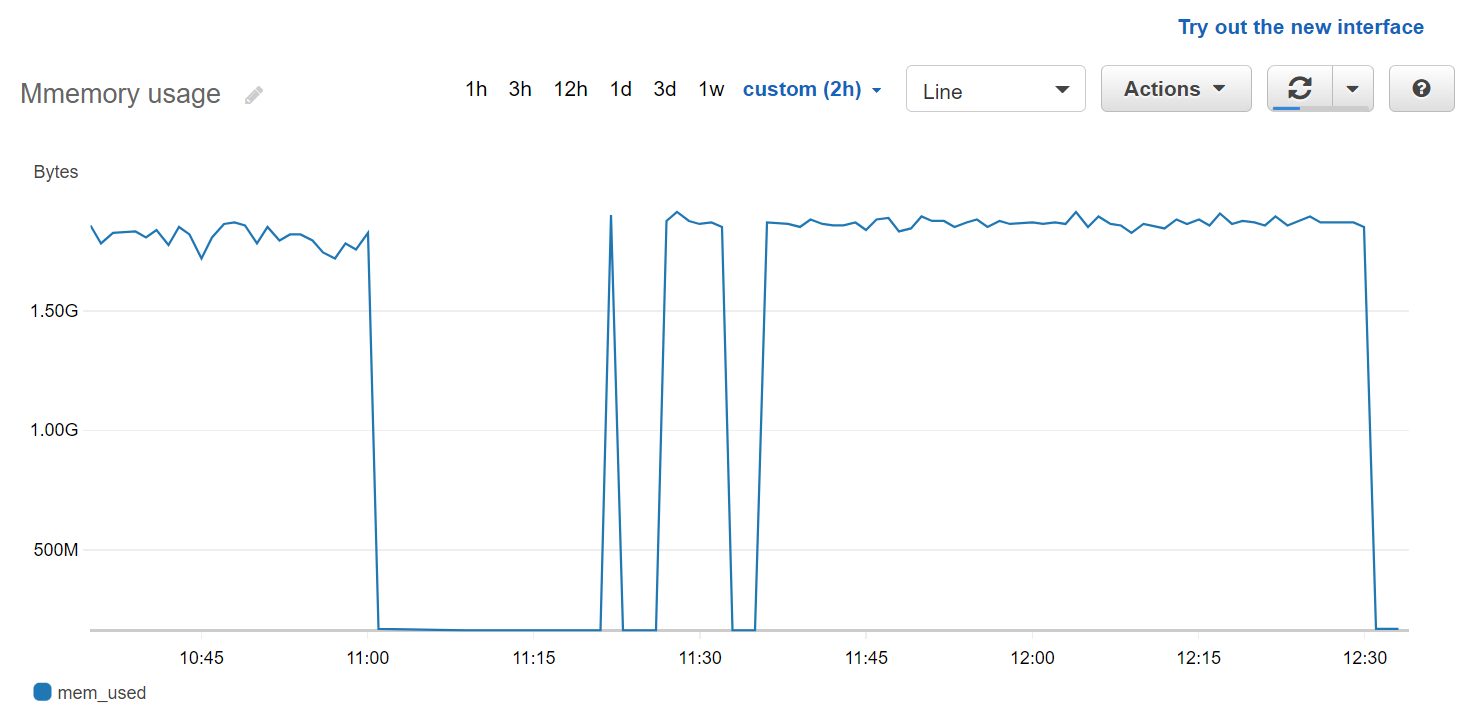 Try out the new interface
Mmemory usage 1h 3h 12h 1d 3d 1w custom (2h) Line Actions ?
Bytes
1.50G
1.00G
500M
10:45 11:00 11:15 11:30 11:45 12:00 12:15 12:30
mem_used